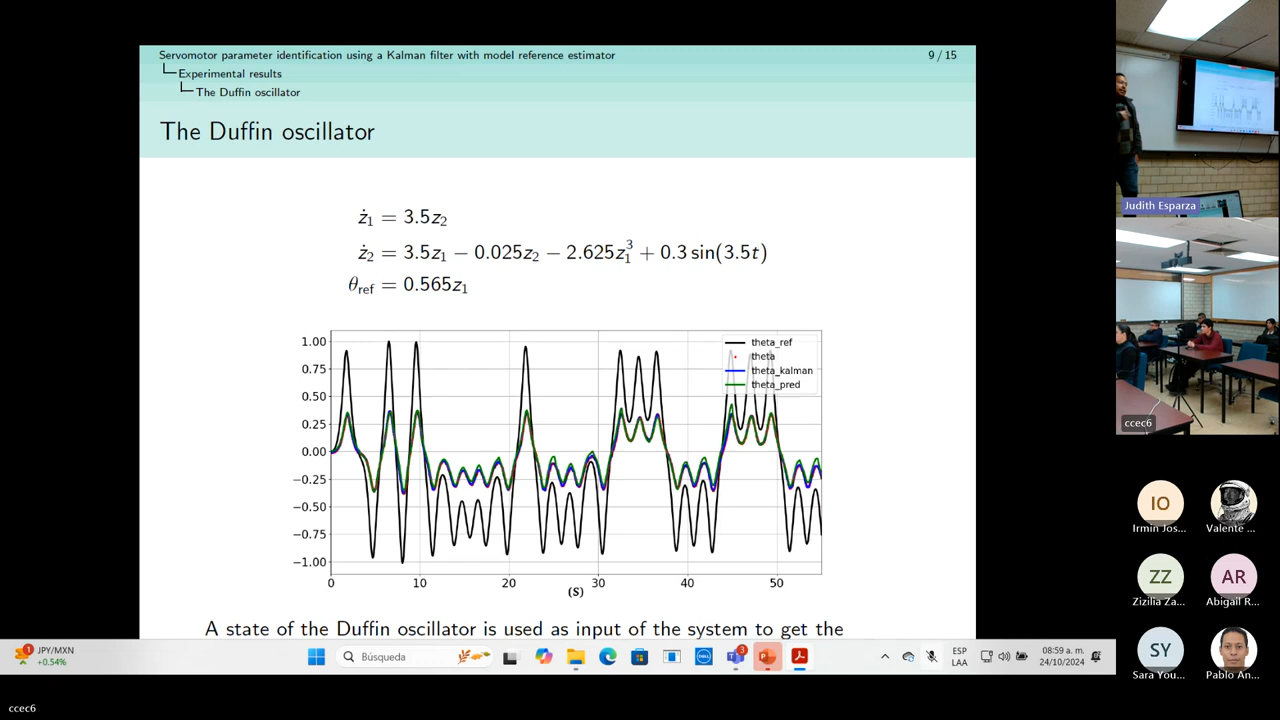 Servomotor parameter identification using a Kalman filter with model reference estimator
9 / 15
Experimental results
The Duffin oscillator
The Duffin oscillator
ż₁ = 3.5z₂
ż₂ = 3.5z₁ − 0.025z₂ − 2.625z₁³ + 0.3 sin(3.5t)
θref = 0.565z₁
theta_ref
theta
theta_kalman
theta_pred
1.00
0.75
0.50
0.25
0.00
−0.25
−0.50
−0.75
−1.00
0 10 20 30 40 50
(S)
A state of the Duffin oscillator is used as input of the system to get the
Judith Esparza
ccec6
IO
Irmin Jos...
Valente ...
ZZ
Zizilia Za...
AR
Abigail R...
SY
Sara You...
Pablo An...
1
JPY/MXN
+0.54%
Búsqueda
DELL
3
ESP
LAA
08:59 a. m.
24/10/2024
ccec6